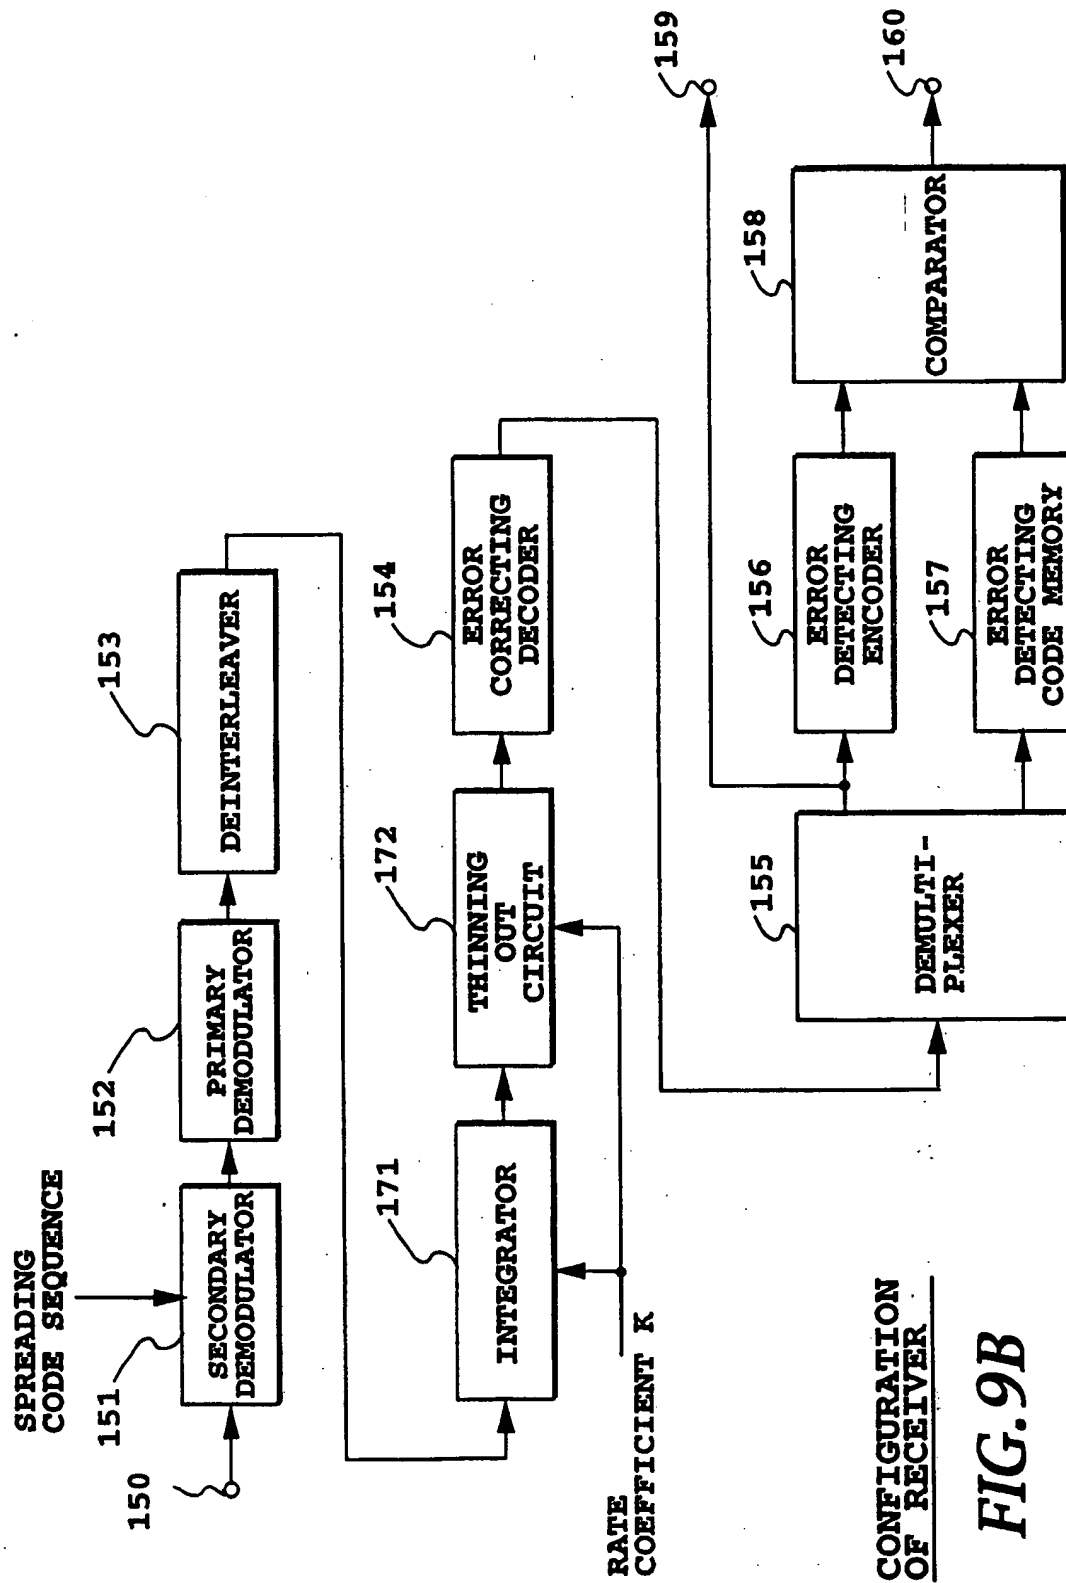 SPREADING
CODE SEQUENCE
150
151
SECONDARY
DEMODULATOR
152
PRIMARY
DEMODULATOR
153
DEINTERLEAVER
171
INTEGRATOR
172
THINNING
OUT
CIRCUIT
154
ERROR
CORRECTING
DECODER
RATE
COEFFICIENT K
155
DEMULTI-
PLEXER
156
ERROR
DETECTING
ENCODER
157
ERROR
DETECTING
CODE MEMORY
158
COMPARATOR
159
160
CONFIGURATION
OF RECEIVER
FIG. 9B